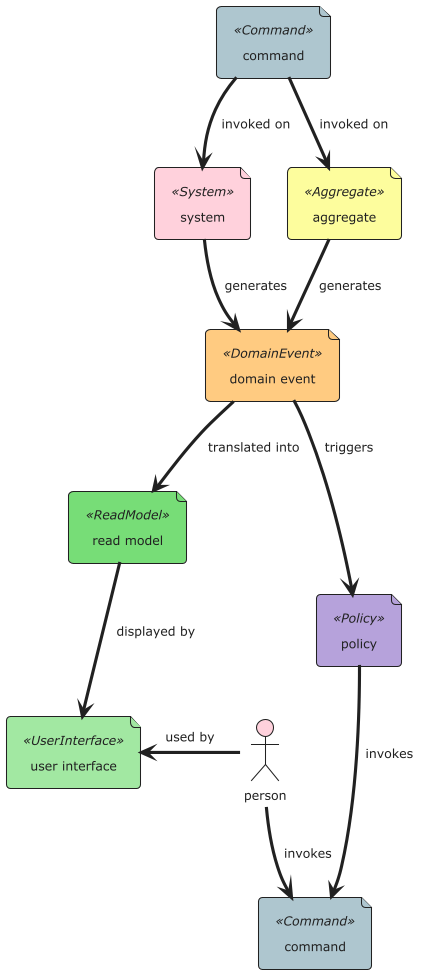 «Command»
command
invoked on
invoked on
«System»
system
«Aggregate»
aggregate
generates
generates
«DomainEvent»
domain event
translated into
triggers
«ReadModel»
read model
displayed by
«Policy»
policy
«UserInterface»
user interface
used by
person
invokes
invokes
«Command»
command